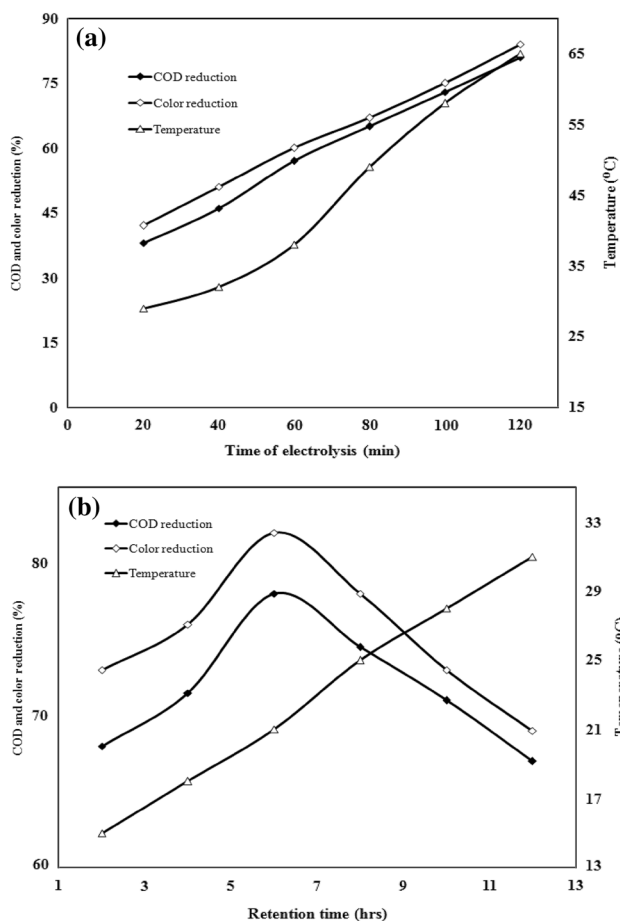 (a)
90
75
60
45
30
15
0
COD and color reduction (%)
COD reduction
Color reduction
Temperature
65
55
45
35
25
15
Temperature (⁰C)
0 20 40 60 80 100 120
Time of electrolysis (min)
(b)
80
70
60
COD and color reduction (%)
COD reduction
Color reduction
Temperature
33
29
25
21
17
13
Temperature (⁰C)
1 3 5 7 9 11 13
Retention time (hrs)